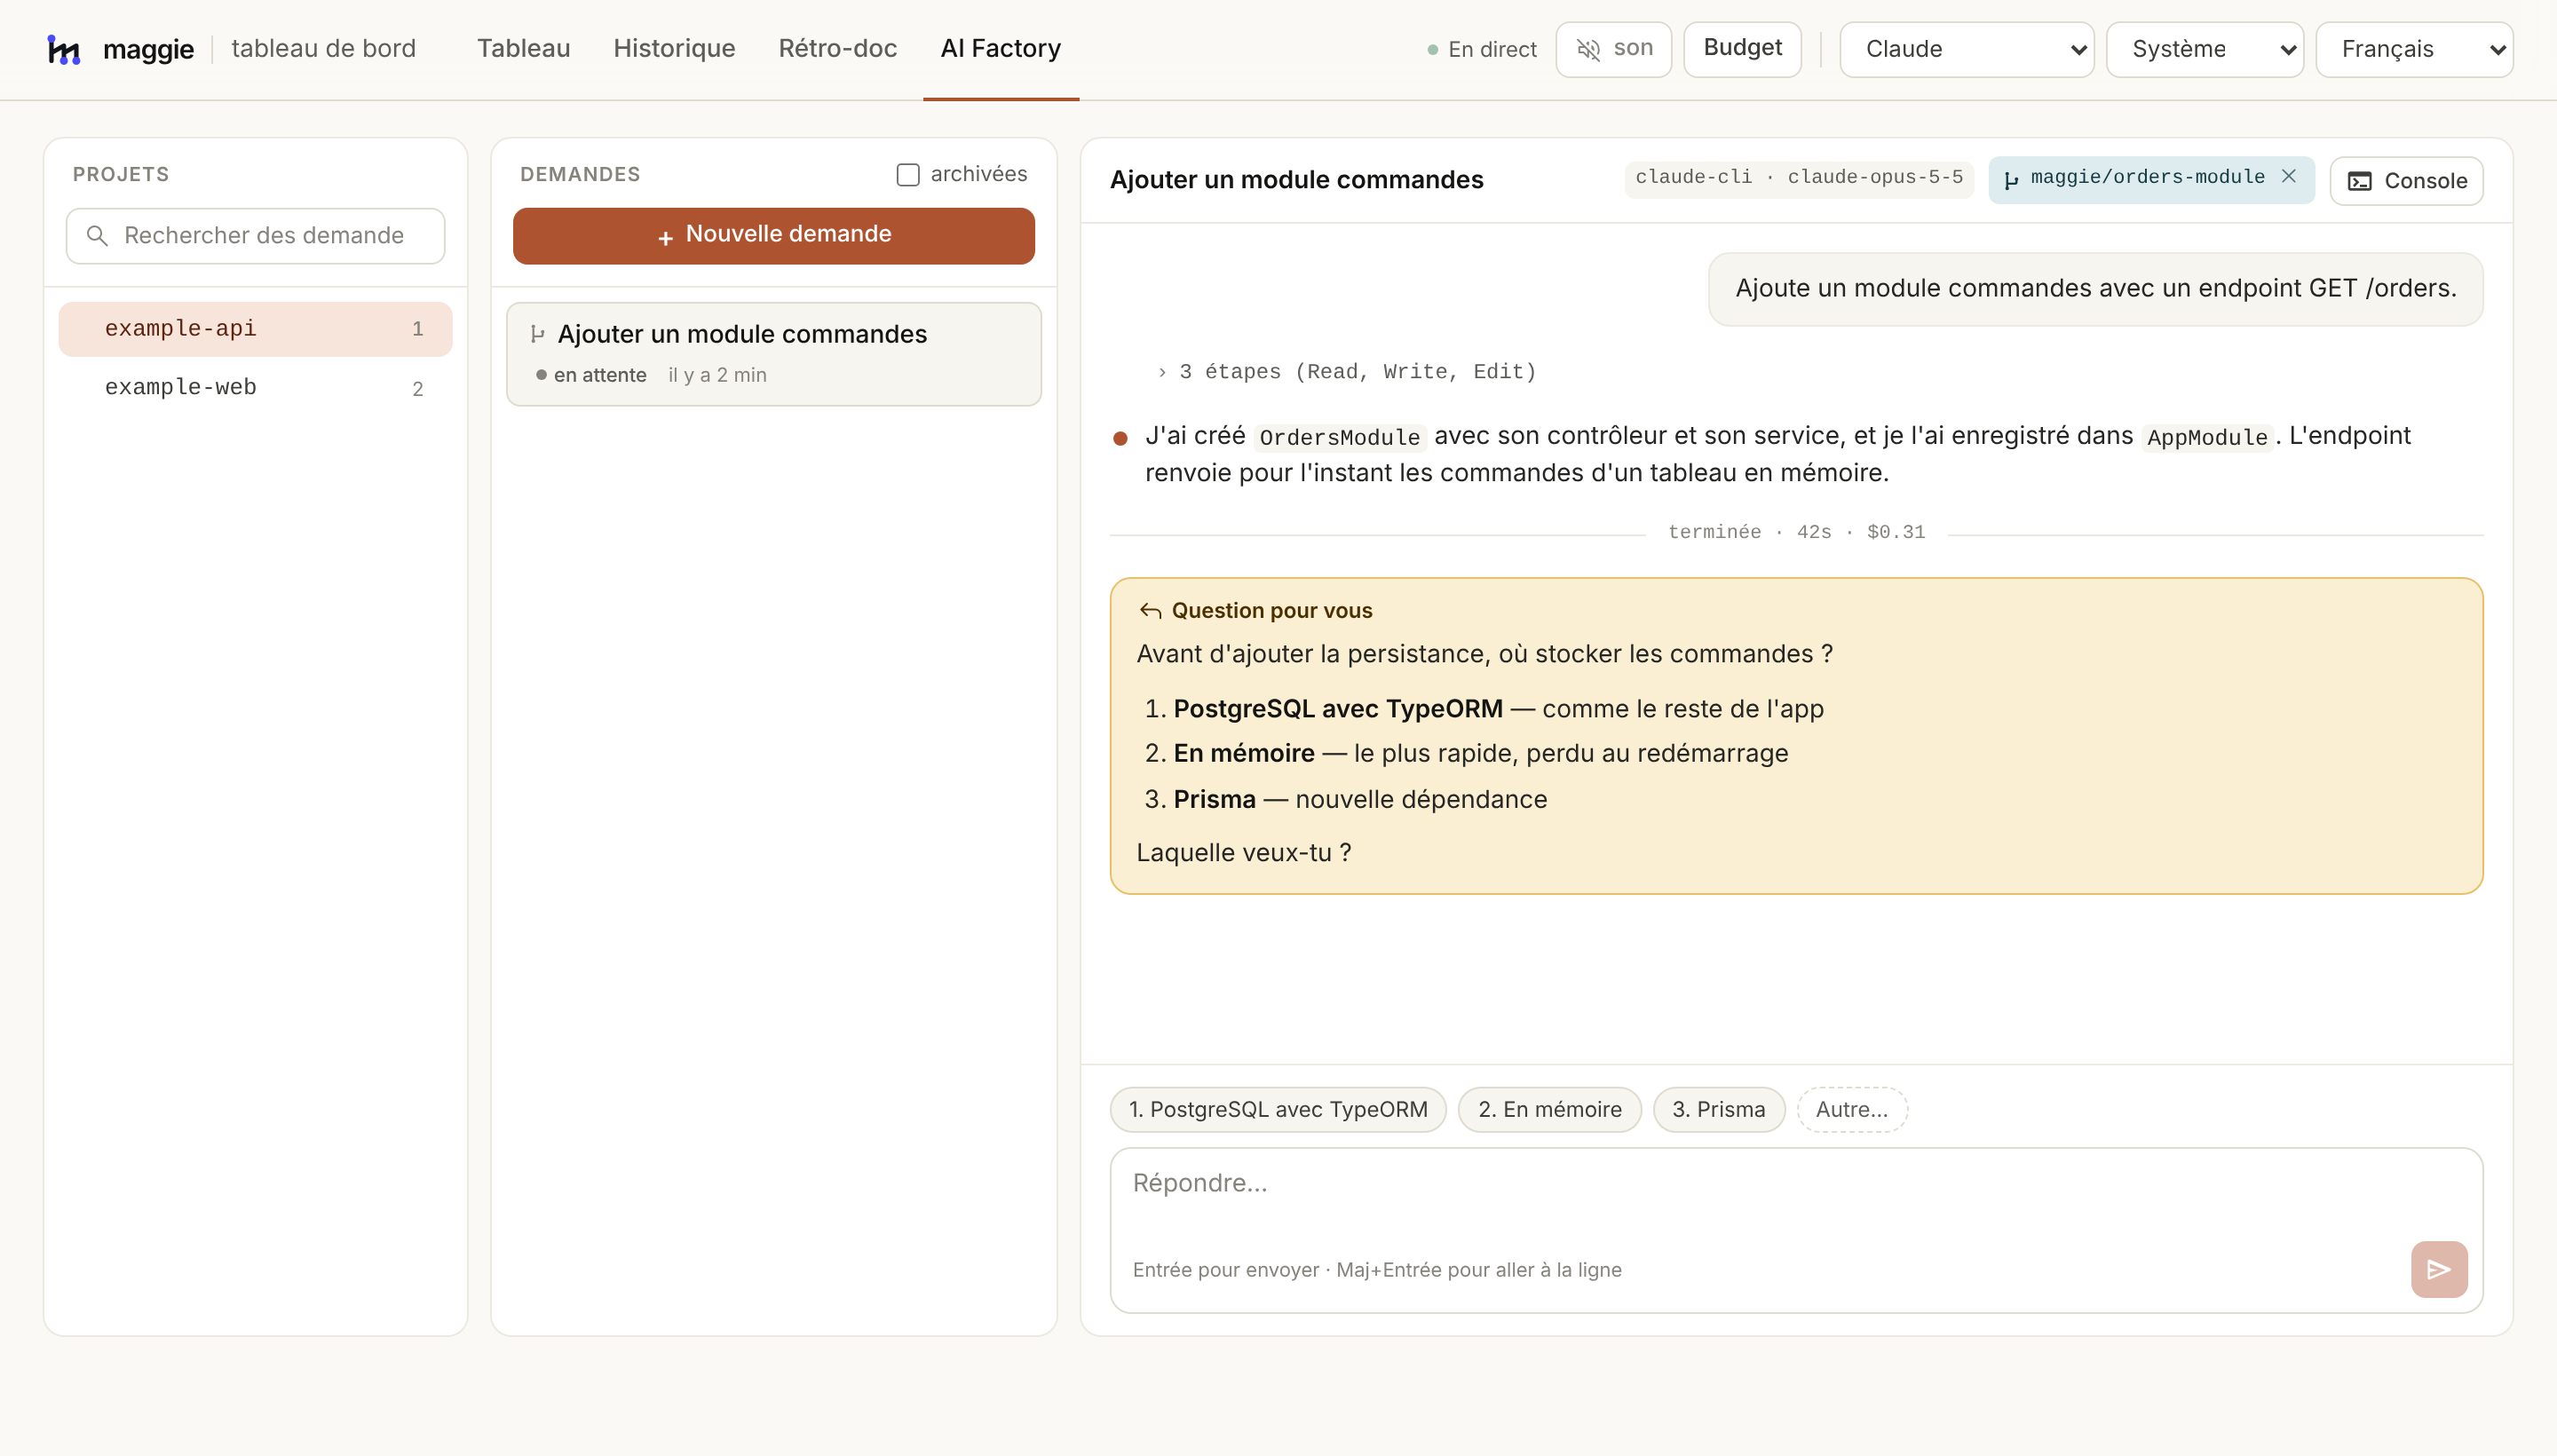 maggie
tableau de bord
Tableau
Historique
Rétro-doc
AI Factory
En direct
son
Budget
Claude
Système
Français
PROJETS
Rechercher des demande
example-api 1
example-web 2
DEMANDES
archivées
+ Nouvelle demande
Ajouter un module commandes
en attente il y a 2 min
Ajouter un module commandes
claude-cli · claude-opus-5-5
maggie/orders-module
Console
Ajoute un module commandes avec un endpoint GET /orders.
› 3 étapes (Read, Write, Edit)
J'ai créé OrdersModule avec son contrôleur et son service, et je l'ai enregistré dans AppModule. L'endpoint
renvoie pour l'instant les commandes d'un tableau en mémoire.
terminée · 42s · $0.31
Question pour vous
Avant d'ajouter la persistance, où stocker les commandes ?
1. PostgreSQL avec TypeORM — comme le reste de l'app
2. En mémoire — le plus rapide, perdu au redémarrage
3. Prisma — nouvelle dépendance
Laquelle veux-tu ?
1. PostgreSQL avec TypeORM
2. En mémoire
3. Prisma
Autre...
Répondre...
Entrée pour envoyer · Maj+Entrée pour aller à la ligne